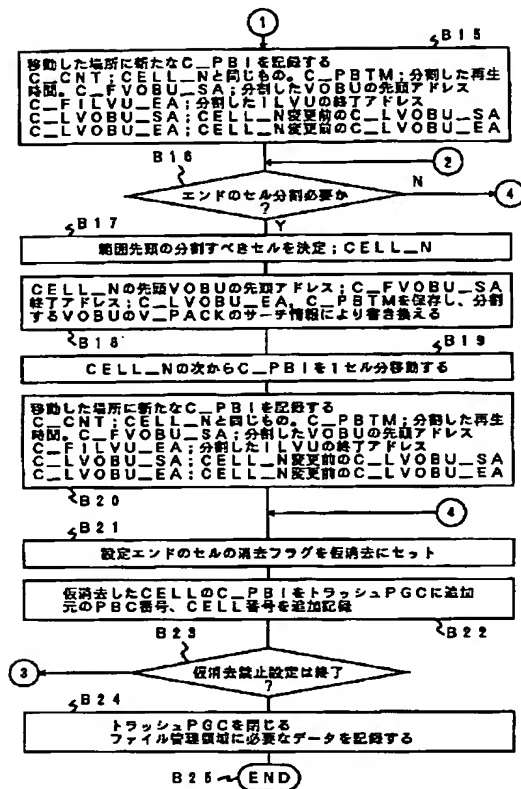 ①
B15
移動した場所に新たなC_PBIを記録する
C_CNT;CELL_Nと同じもの。C_PBTM;分割した再生
時間。C_FVOBU_SA;分割したVOBUの先頭アドレス
C_FILVU_EA;分割したILVUの終了アドレス
C_LVOBU_SA;CELL_N変更前のC_LVOBU_SA
C_LVOBU_EA;CELL_N変更前のC_LVOBU_EA
②
B16
エンドのセル分割必要か
?
N
④
Y
B17
範囲先頭の分割すべきセルを決定;CELL_N
CELL_Nの先頭VOBUの先頭アドレス;C_FVOBU_SA
終了アドレス;C_LVOBU_EA,C_PBTMを保存し、分割
するVOBUのV_PACKのサーチ情報により書き換える
B18
B19
CELL_Nの次からC_PBIを1セル分移動する
移動した場所に新たなC_PBIを記録する
C_CNT;CELL_Nと同じもの。C_PBTM;分割した再生
時間。C_FVOBU_SA;分割したVOBUの先頭アドレス
C_FILVU_EA;分割したILVUの終了アドレス
C_LVOBU_SA;CELL_N変更前のC_LVOBU_SA
C_LVOBU_EA;CELL_N変更前のC_LVOBU_EA
B20
④
B21
設定エンドのセルの消去フラグを仮消去にセット
仮消去したCELLのC_PBIをトラッシュPGCに追加
元のPBC番号、CELL番号を追加記録
B22
B23
仮消去禁止設定は終了
?
③
B24
トラッシュPGCを閉じる
ファイル管理領域に必要なデータを記録する
B25
END